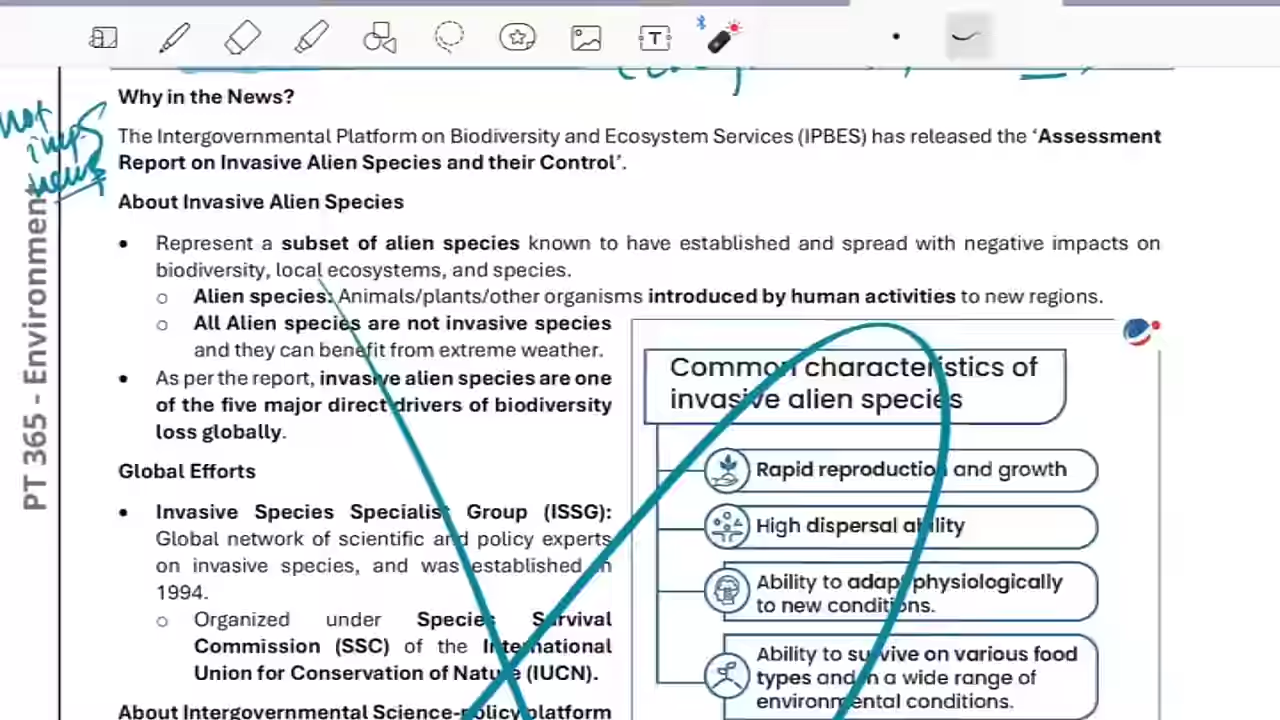 Why in the News?
not
imp
news
The Intergovernmental Platform on Biodiversity and Ecosystem Services (IPBES) has released the ‘Assessment
Report on Invasive Alien Species and their Control’.
About Invasive Alien Species
• Represent a subset of alien species known to have established and spread with negative impacts on
biodiversity, local ecosystems, and species.
o Alien species: Animals/plants/other organisms introduced by human activities to new regions.
o All Alien species are not invasive species
and they can benefit from extreme weather.
• As per the report, invasive alien species are one
of the five major direct drivers of biodiversity
loss globally.
Global Efforts
• Invasive Species Specialist Group (ISSG):
Global network of scientific and policy experts
on invasive species, and was established in
1994.
o Organized under Species Survival
Commission (SSC) of the International
Union for Conservation of Nature (IUCN).
About Intergovernmental Science-policy platform
Common characteristics of
invasive alien species
Rapid reproduction and growth
High dispersal ability
Ability to adapt physiologically
to new conditions.
Ability to survive on various food
types and in a wide range of
environmental conditions.
PT 365 - Environment
T